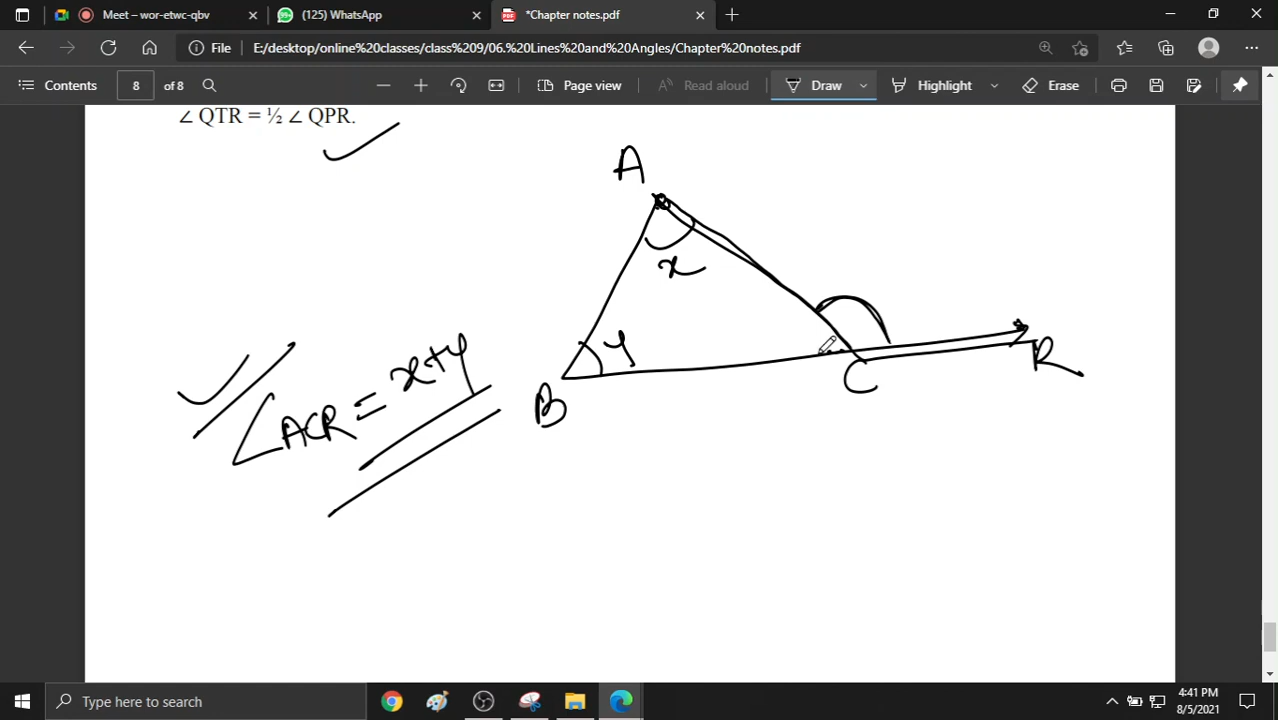 Meet – wor-etwc-qbv
99+
(125) WhatsApp
PDF
*Chapter notes.pdf
File
E:/desktop/online%20classes/class%209/06.%20Lines%20and%20Angles/Chapter%20notes.pdf
Contents
8
of 8
Page view
Read aloud
Draw
Highlight
Erase
∠ QTR = ½ ∠ QPR.
A
x
y
B
C
R
∠ACR = x+y
Type here to search
4:41 PM
8/5/2021